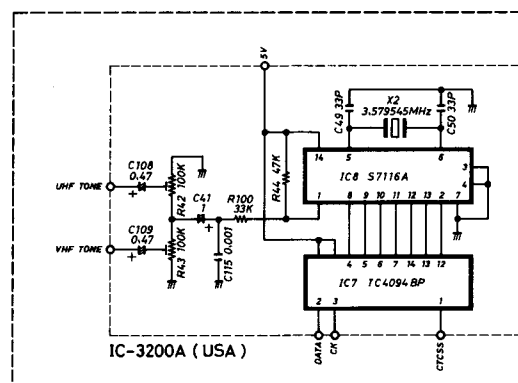 5V
X2
3.579545MHz
C49 33P
C50 33P
14
5
6
IC8 S7116A
3
4
1
8 9 10 11 12 13 2 7
R44 47K
C108
0.47
UHF TONE
+
R42 100K
C41
1
+
R100
33K
C109
0.47
VHF TONE
+
R43 100K
C115 0.001
4 5 6 7 14 13 12
IC7 TC4094BP
2 3 1
DATA
CK
CTCSS
IC-3200A (USA)